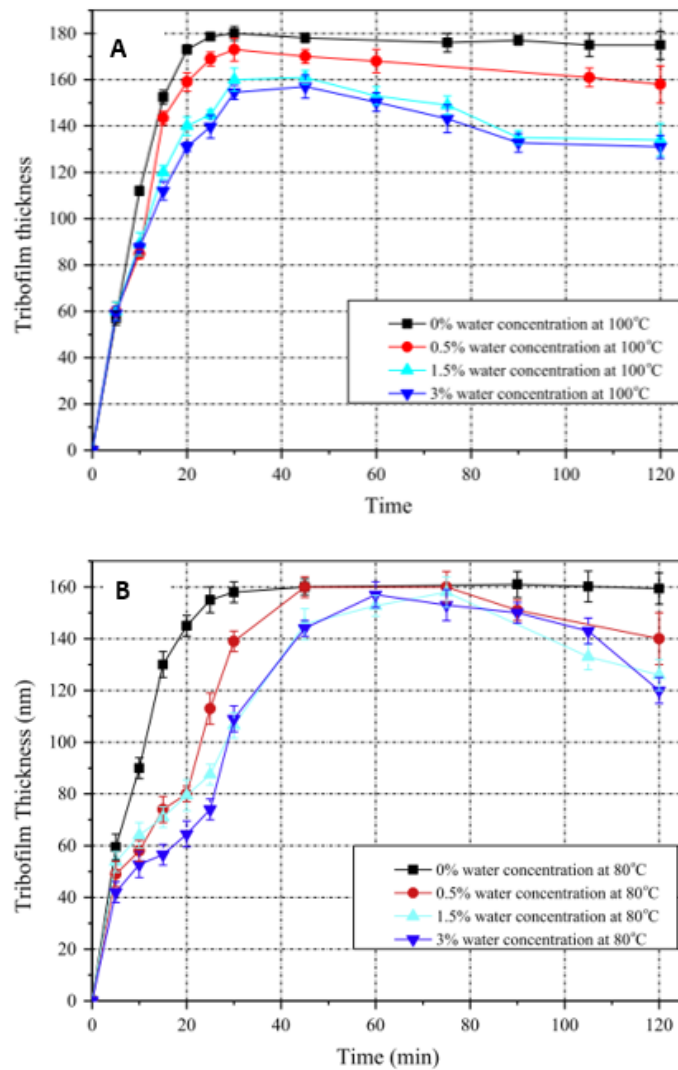 A
180
160
140
120
100
80
60
40
20
0
Tribofilm thickness
0% water concentration at 100°C
0.5% water concentration at 100°C
1.5% water concentration at 100°C
3% water concentration at 100°C
0 20 40 60 80 100 120
Time
B
160
140
120
100
80
60
40
20
0
Tribofilm Thickness (nm)
0% water concentration at 80°C
0.5% water concentration at 80°C
1.5% water concentration at 80°C
3% water concentration at 80°C
0 20 40 60 80 100 120
Time (min)